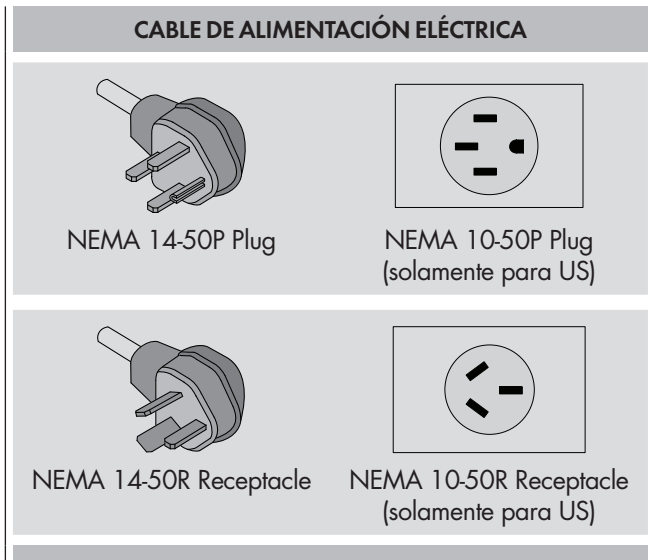 CABLE DE ALIMENTACIÓN ELÉCTRICA
NEMA 14-50P Plug
NEMA 10-50P Plug
(solamente para US)
NEMA 14-50R Receptacle
NEMA 10-50R Receptacle
(solamente para US)